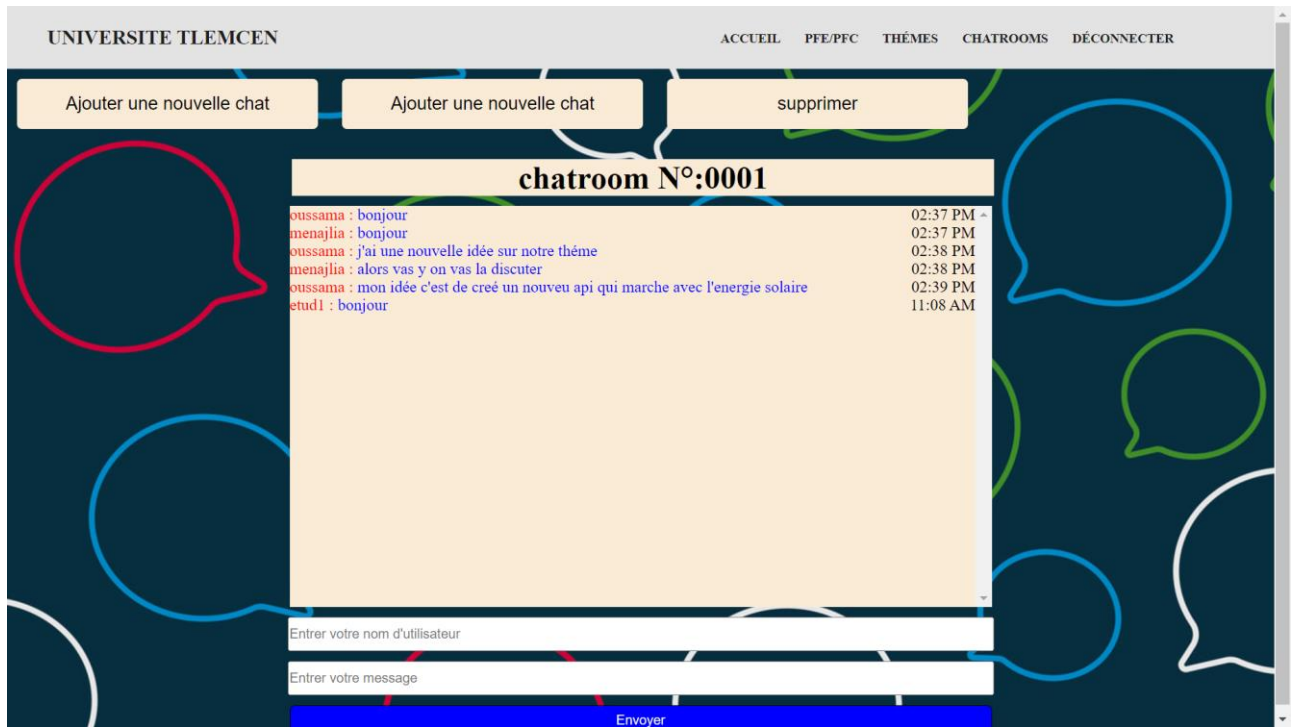 UNIVERSITE TLEMCEN
ACCUEIL PFE/PFC THÉMES CHATROOMS DÉCONNECTER
Ajouter une nouvelle chat Ajouter une nouvelle chat supprimer
chatroom N°:0001
oussama : bonjour 02:37 PM
menajlia : bonjour 02:37 PM
oussama : j'ai une nouvelle idée sur notre théme 02:38 PM
menajlia : alors vas y on vas la discuter 02:38 PM
oussama : mon idée c'est de creé un nouveu api qui marche avec l'energie solaire 02:39 PM
etud1 : bonjour 11:08 AM
Entrer votre nom d'utilisateur
Entrer votre message
Envoyer